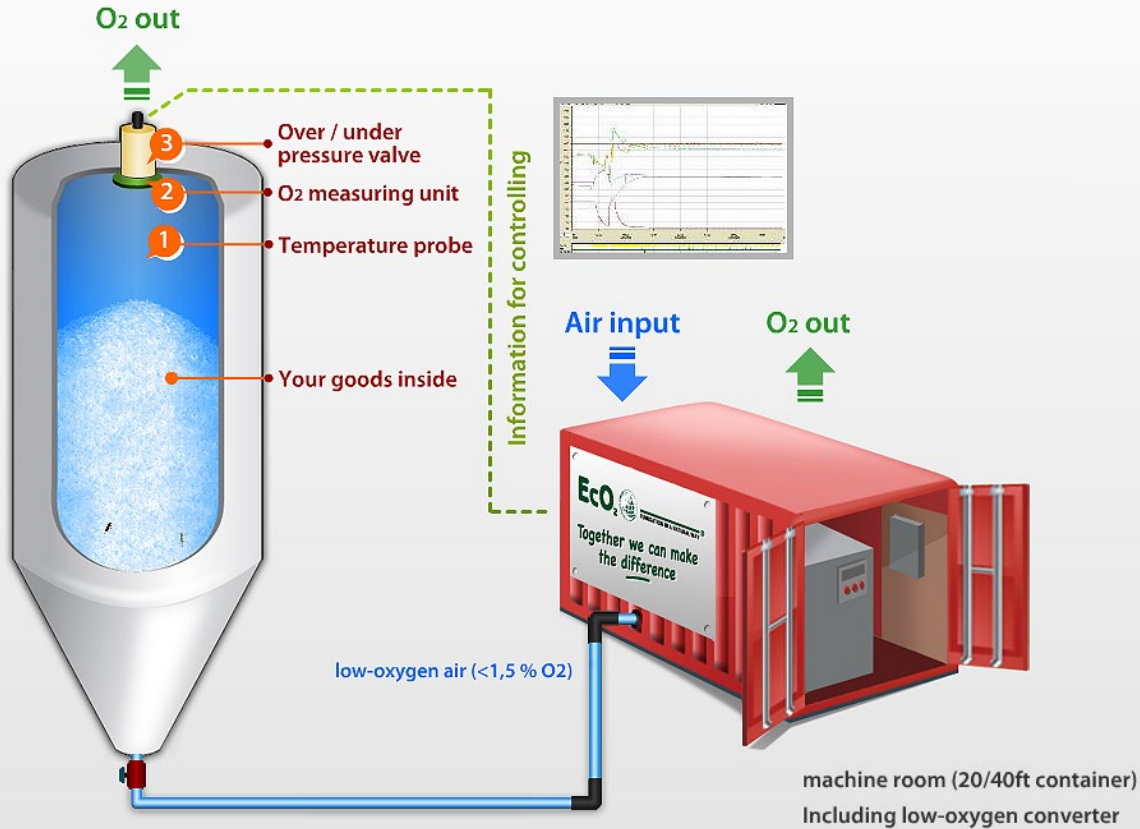 O2 out
3
Over / under
pressure valve
2
O2 measuring unit
1
Temperature probe
Your goods inside
Information for controlling
Air input
O2 out
EcO2
Together we can make
the difference
low-oxygen air (<1,5 % O2)
machine room (20/40ft container)
Including low-oxygen converter